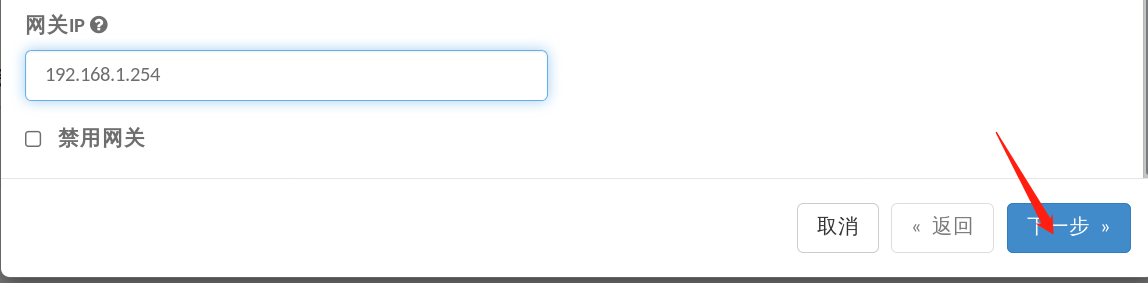 网关IP
192.168.1.254
禁用网关
取消 « 返回 下一步 »